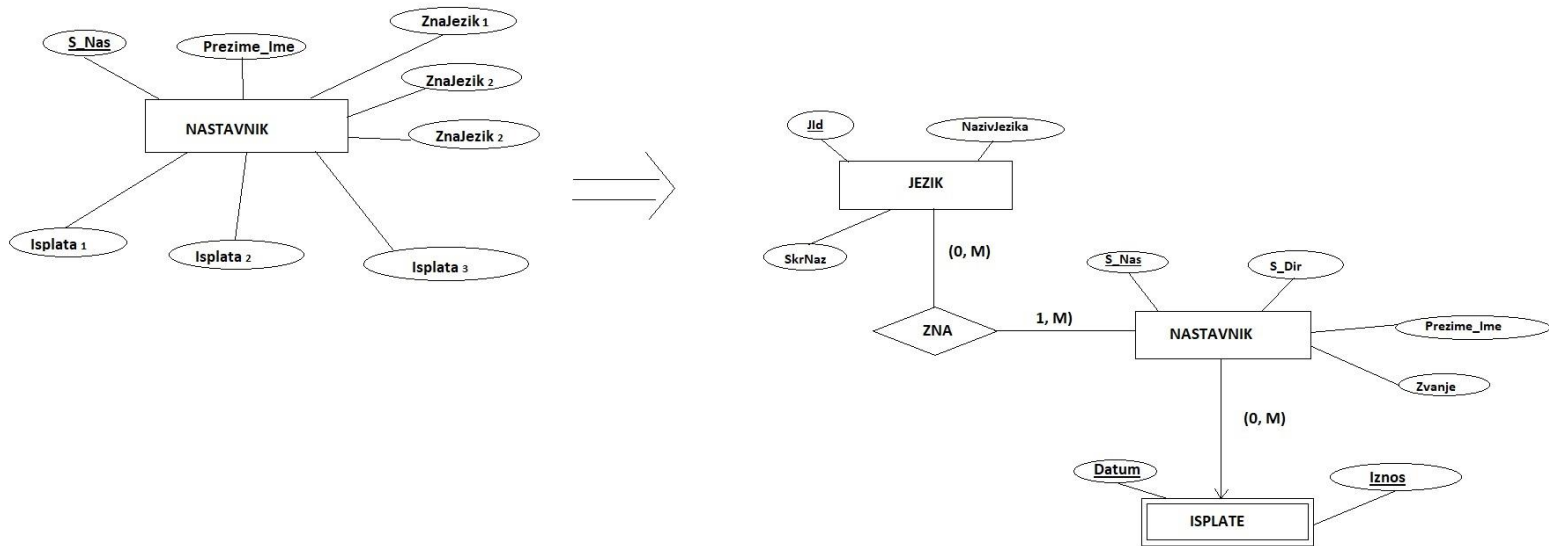 S_Nas
Prezime_Ime
ZnaJezik 1
ZnaJezik 2
ZnaJezik 2
NASTAVNIK
Isplata 1
Isplata 2
Isplata 3
JId
NazivJezika
JEZIK
SkrNaz
(0, M)
ZNA
1, M)
S_Nas
S_Dir
NASTAVNIK
Prezime_Ime
Zvanje
(0, M)
Datum
Iznos
ISPLATE